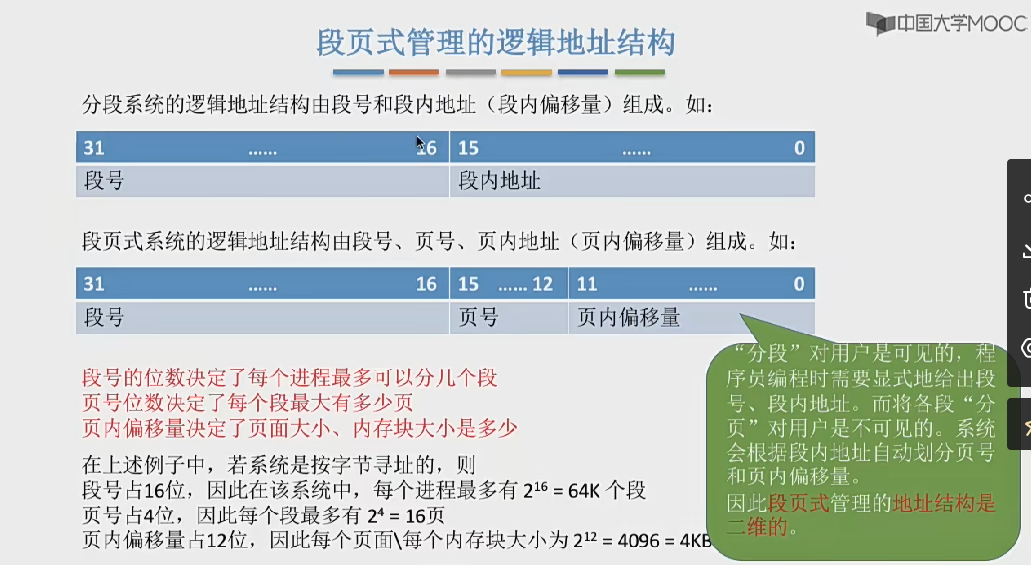 中国大学MOOC
段页式管理的逻辑地址结构
分段系统的逻辑地址结构由段号和段内地址（段内偏移量）组成。如：
31 …… 16 15 …… 0
段号 段内地址
段页式系统的逻辑地址结构由段号、页号、页内地址（页内偏移量）组成。如：
31 …… 16 15 …… 12 11 …… 0
段号 页号 页内偏移量
段号的位数决定了每个进程最多可以分几个段
页号位数决定了每个段最大有多少页
页内偏移量决定了页面大小、内存块大小是多少
在上述例子中，若系统是按字节寻址的，则
段号占16位，因此在该系统中，每个进程最多有 2¹⁶ = 64K 个段
页号占4位，因此每个段最多有 2⁴ = 16页
页内偏移量占12位，因此每个页面\每个内存块大小为 2¹² = 4096 = 4KB
“分段”对用户是可见的，程
序员编程时需要显式地给出段
号、段内地址。而将各段“分
页”对用户是不可见的。系统
会根据段内地址自动划分页号
和页内偏移量。
因此段页式管理的地址结构是
二维的。